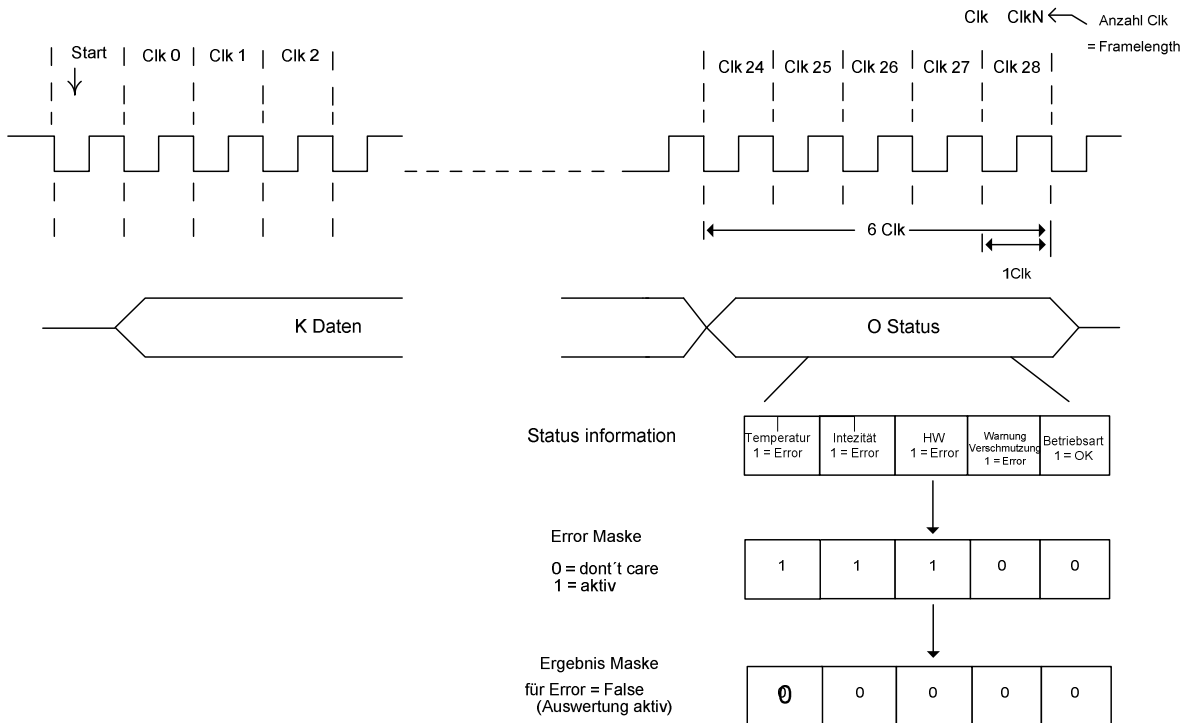 Clk ClkN Anzahl Clk
= Framelength
Start Clk 0 Clk 1 Clk 2
Clk 24 Clk 25 Clk 26 Clk 27 Clk 28
6 Clk
1Clk
K Daten
O Status
Status information
Temperatur
1 = Error
Intezität
1 = Error
HW
1 = Error
Warnung
Verschmutzung
1 = Error
Betriebsart
1 = OK
Error Maske
0 = dont´t care
1 = aktiv
1 1 1 0 0
Ergebnis Maske
für Error = False
(Auswertung aktiv)
0 0 0 0 0